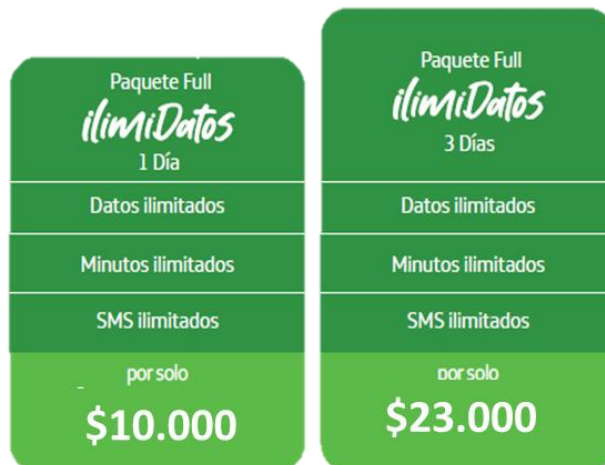 Paquete Full
ilimiDatos
1 Día
Datos ilimitados
Minutos ilimitados
SMS ilimitados
por solo
$10.000
Paquete Full
ilimiDatos
3 Días
Datos ilimitados
Minutos ilimitados
SMS ilimitados
por solo
$23.000